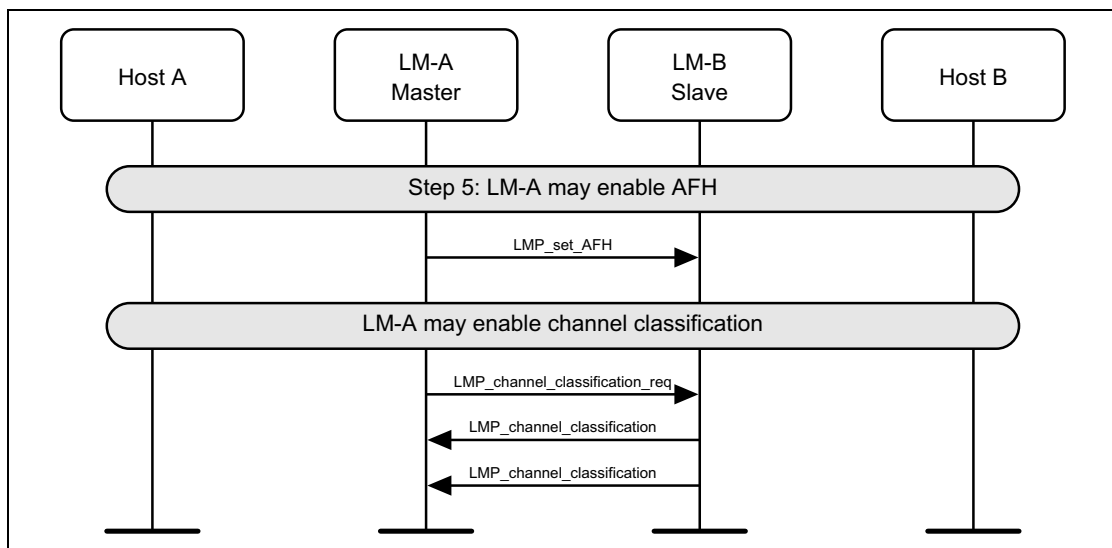 Host A
LM-A
Master
LM-B
Slave
Host B
Step 5: LM-A may enable AFH
LMP_set_AFH
LM-A may enable channel classification
LMP_channel_classification_req
LMP_channel_classification
LMP_channel_classification